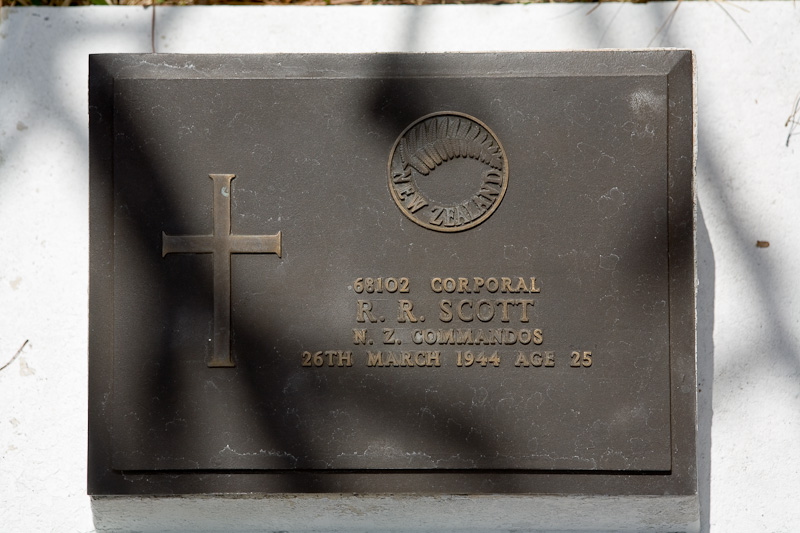 NEW ZEALAND
68102 CORPORAL
R. R. SCOTT
N. Z. COMMANDOS
26TH MARCH 1944 AGE 25